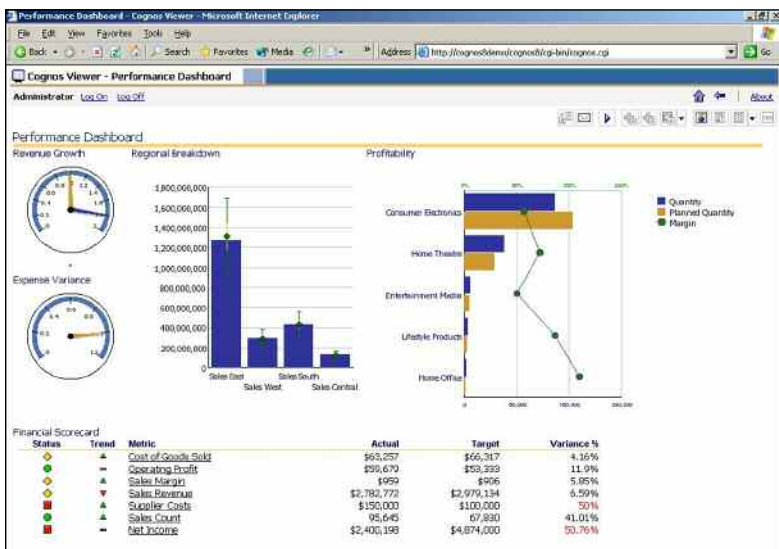 Performance Dashboard - Cognos Viewer - Microsoft Internet Explorer
File Edit View Favorites Tools Help
Back Search Favorites Media Address http://cognos8demo/cognos8/cgi-bin/cognos.cgi Go
Cognos Viewer - Performance Dashboard
Administrator Log On Log Off About
Performance Dashboard
Revenue Growth Regional Breakdown Profitability
1,800,000,000
1,600,000,000
1,400,000,000
1,200,000,000
1,000,000,000
800,000,000
600,000,000
400,000,000
200,000,000
0
Sales East Sales West Sales South Sales Central
Expense Variance
Consumer Electronics
Home Theatre
Entertainment Media
Lifestyle Products
Home Office
Quantity
Planned Quantity
Margin
Financial Scorecard
Status Trend Metric Actual Target Variance %
Cost of Goods Sold $63,257 $66,317 4.16%
Operating Profit $59,679 $53,333 11.9%
Sales Margin $959 $906 5.85%
Sales Revenue $2,782,772 $2,979,134 6.59%
Supplier Costs $150,000 $100,000 50%
Sales Count 95,645 67,830 41.01%
Net Income $2,400,198 $4,874,000 50.76%